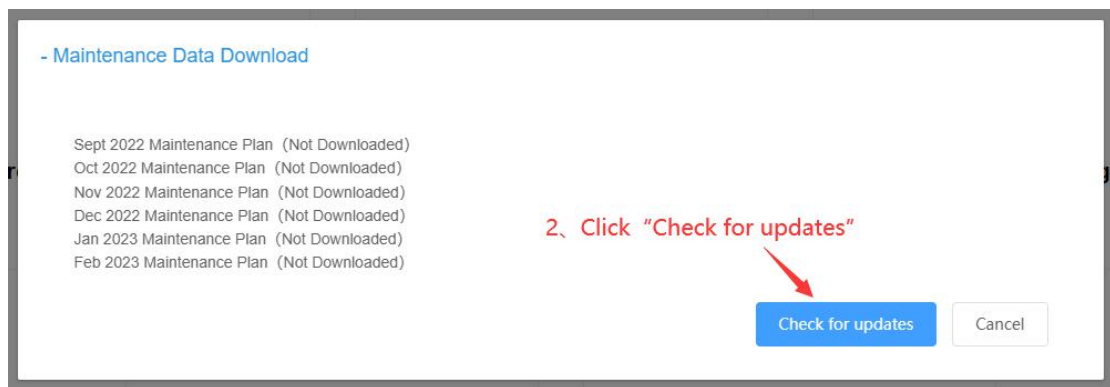 - Maintenance Data Download
Sept 2022 Maintenance Plan（Not Downloaded）
Oct 2022 Maintenance Plan（Not Downloaded）
Nov 2022 Maintenance Plan（Not Downloaded）
Dec 2022 Maintenance Plan（Not Downloaded）
Jan 2023 Maintenance Plan（Not Downloaded）
Feb 2023 Maintenance Plan（Not Downloaded）
2、Click “Check for updates”
Check for updates
Cancel